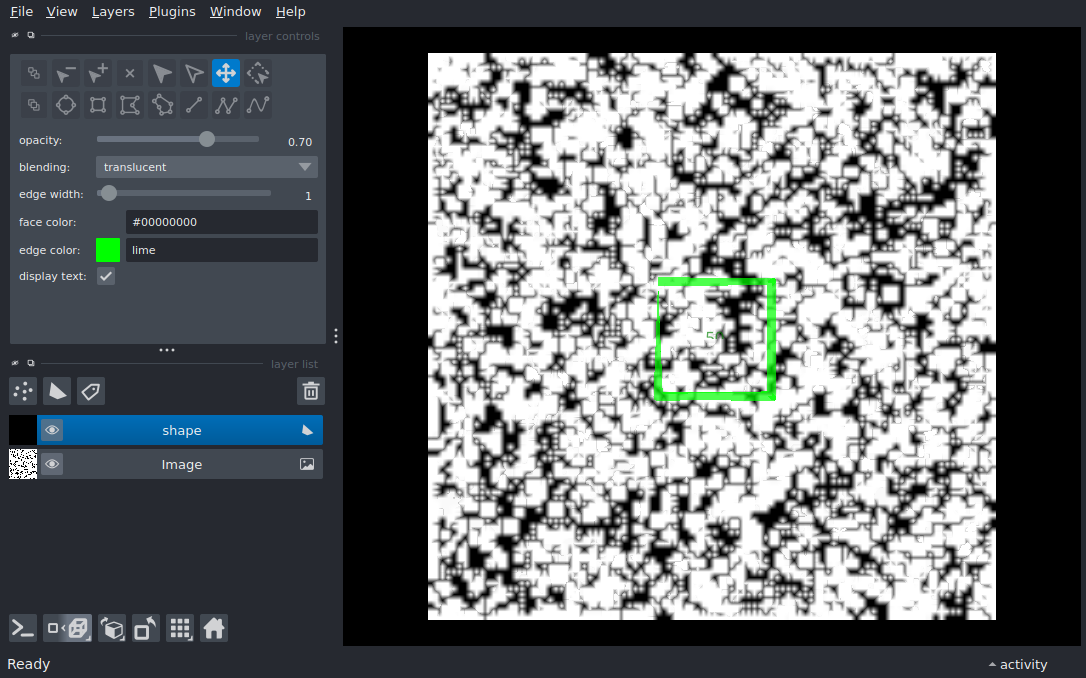 File View Layers Plugins Window Help
layer controls
opacity: 0.70
blending: translucent
edge width: 1
face color: #00000000
edge color: lime
display text:
layer list
shape
Image
Ready
activity